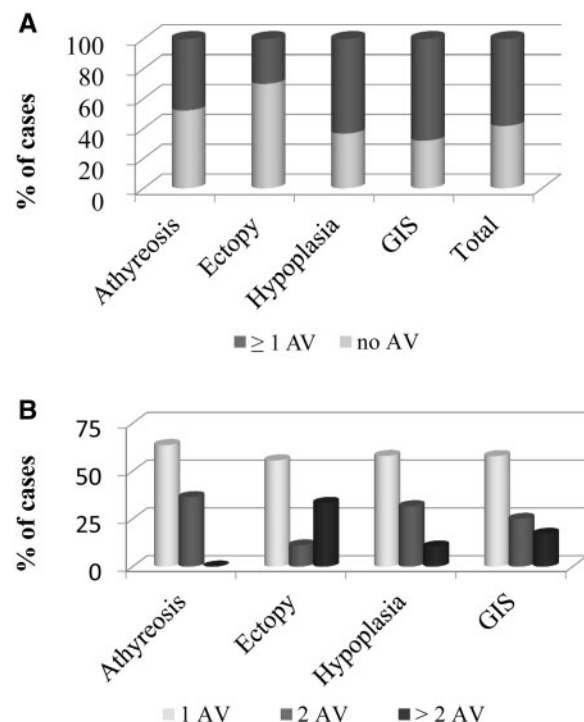 A
% of cases
100
80
60
40
20
0
Athyreosis
Ectopy
Hypoplasia
GIS
Total
≥ 1 AV no AV
B
% of cases
75
50
25
0
Athyreosis
Ectopy
Hypoplasia
GIS
1 AV 2 AV > 2 AV